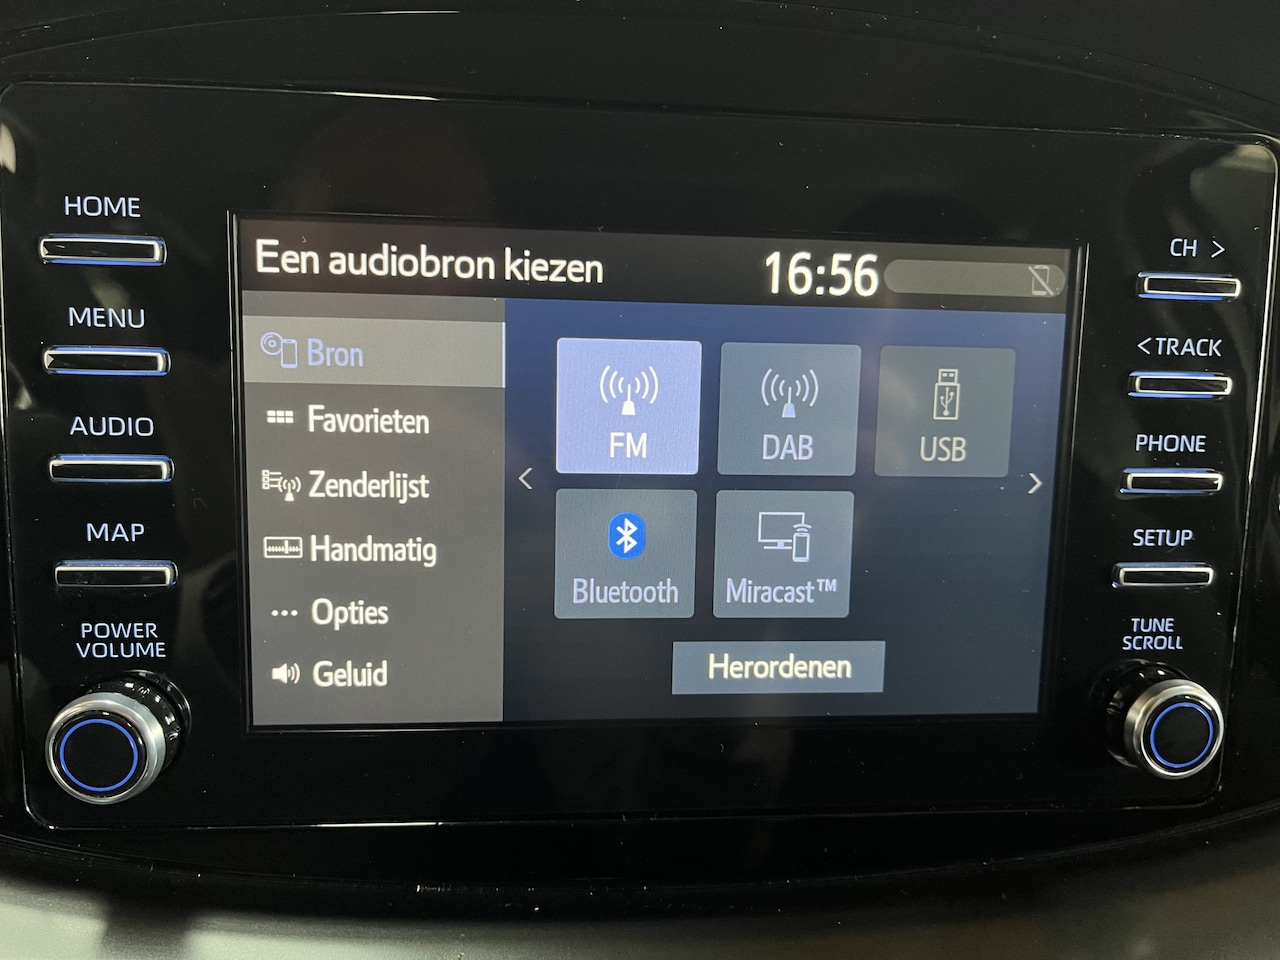 HOME
MENU
AUDIO
MAP
POWER
VOLUME
Een audiobron kiezen
16:56
Bron
Favorieten
Zenderlijst
Handmatig
Opties
Geluid
FM
DAB
USB
Bluetooth
Miracast™
Herordenen
CH >
<TRACK
PHONE
SETUP
TUNE
SCROLL